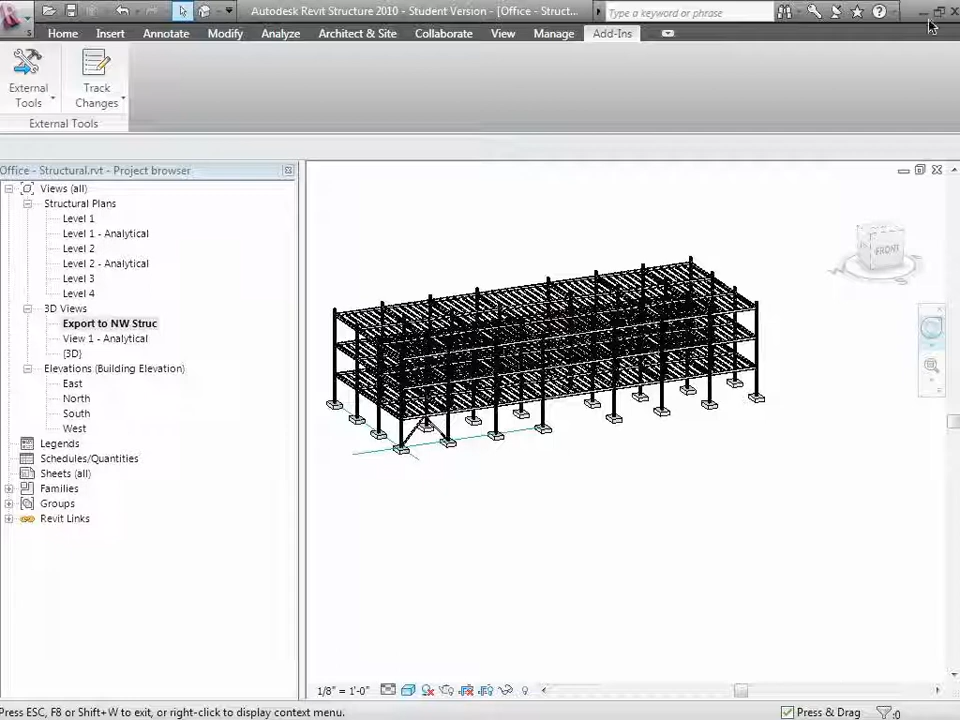 Autodesk Revit Structure 2010 - Student Version - [Office - Struct...
Type a keyword or phrase
S
Home Insert Annotate Modify Analyze Architect & Site Collaborate View Manage Add-Ins
External Tools
Track Changes
External Tools
Office - Structural.rvt - Project browser
Views (all)
Structural Plans
Level 1
Level 1 - Analytical
Level 2
Level 2 - Analytical
Level 3
Level 4
3D Views
Export to NW Struc
View 1 - Analytical
{3D}
Elevations (Building Elevation)
East
North
South
West
Legends
Schedules/Quantities
Sheets (all)
Families
Groups
Revit Links
FRONT
1/8" = 1'-0"
Press ESC, F8 or Shift+W to exit, or right-click to display context menu.
Press & Drag
:0